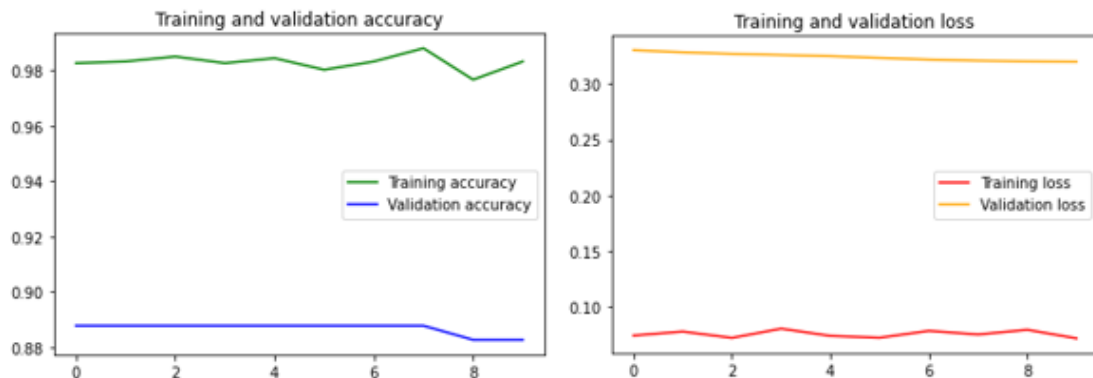 Training and validation accuracy
0.98
0.96
0.94
0.92
0.90
0.88
Training accuracy
Validation accuracy
0 2 4 6 8
Training and validation loss
0.30
0.25
0.20
0.15
0.10
Training loss
Validation loss
0 2 4 6 8